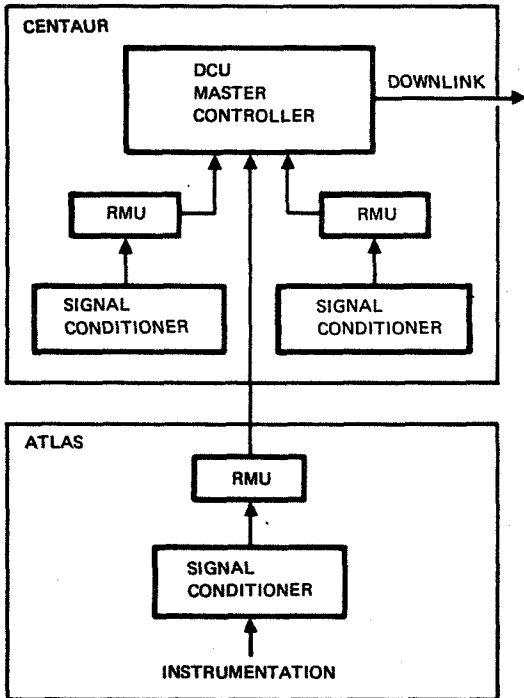 CENTAUR
DCU
MASTER
CONTROLLER
DOWNLINK
RMU
RMU
SIGNAL
CONDITIONER
SIGNAL
CONDITIONER
ATLAS
RMU
SIGNAL
CONDITIONER
INSTRUMENTATION